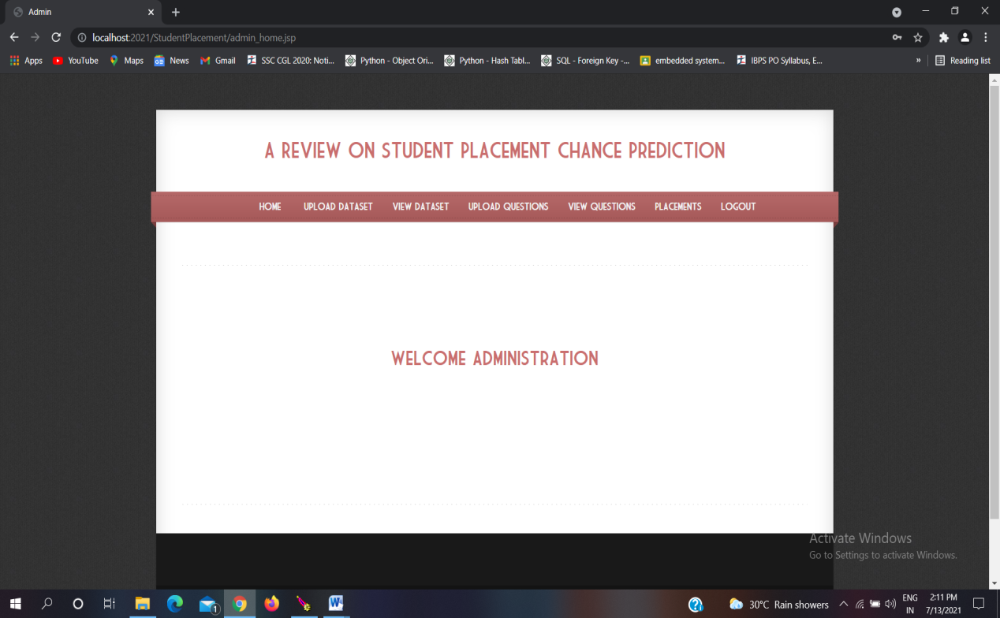 Admin
localhost:2021/StudentPlacement/admin_home.jsp
Apps YouTube Maps News Gmail SSC CGL 2020: Noti... Python - Object Ori... Python - Hash Tabl... SQL - Foreign Key -... embedded system... IBPS PO Syllabus, E... » Reading list
A REVIEW ON STUDENT PLACEMENT CHANCE PREDICTION
HOME UPLOAD DATASET VIEW DATASET UPLOAD QUESTIONS VIEW QUESTIONS PLACEMENTS LOGOUT
WELCOME ADMINISTRATION
Activate Windows
Go to Settings to activate Windows.
1
30°C Rain showers
ENG
IN
2:11 PM
7/13/2021